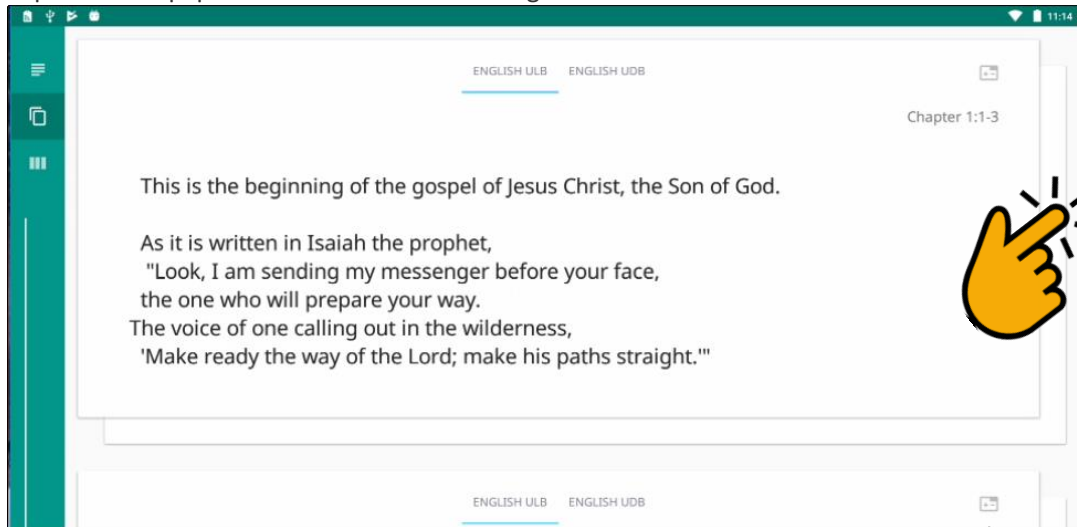 11:14
ENGLISH ULB ENGLISH UDB
Chapter 1:1-3
This is the beginning of the gospel of Jesus Christ, the Son of God.
As it is written in Isaiah the prophet,
"Look, I am sending my messenger before your face,
the one who will prepare your way.
The voice of one calling out in the wilderness,
'Make ready the way of the Lord; make his paths straight.'"
ENGLISH ULB ENGLISH UDB